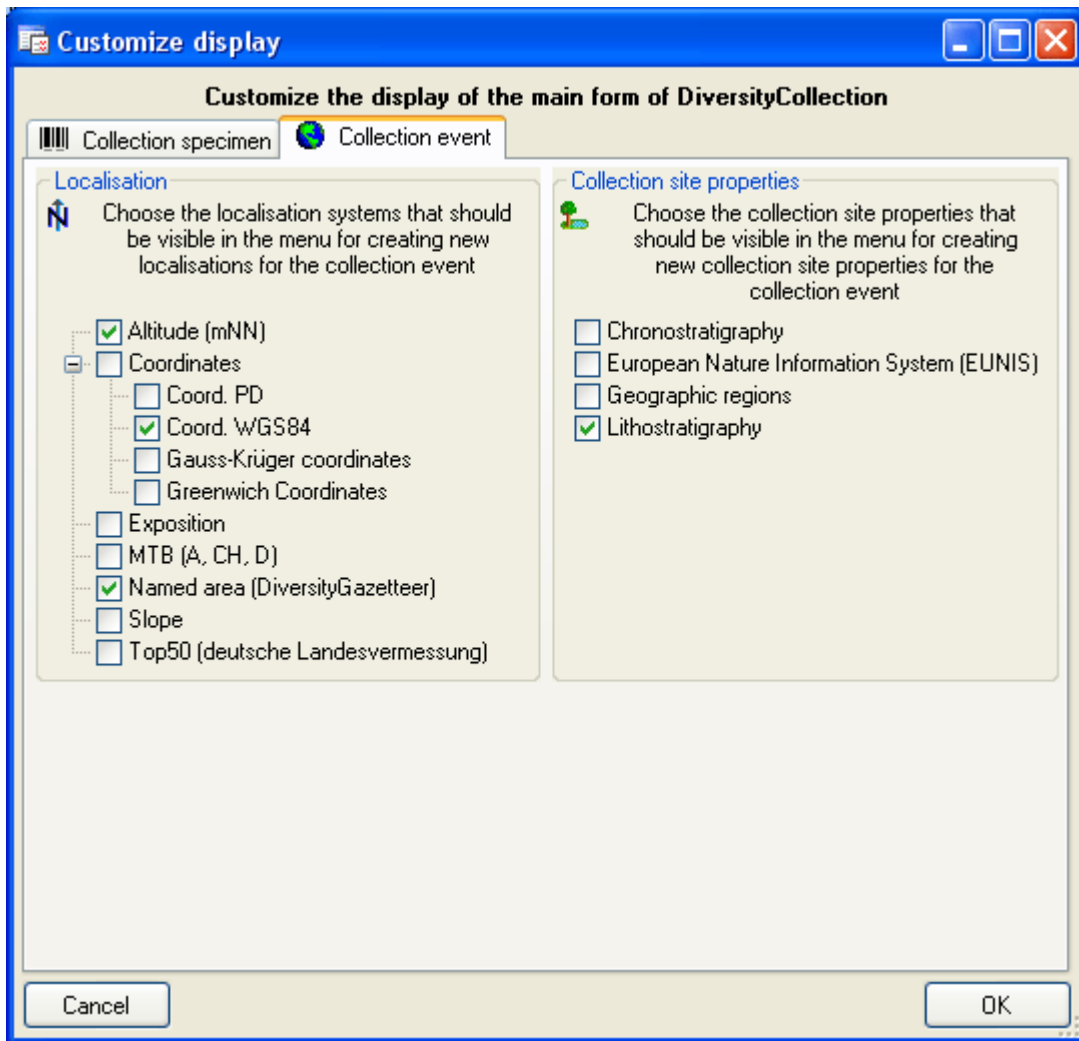 Customize display
Customize the display of the main form of DiversityCollection
Collection specimen
Collection event
Localisation
Choose the localisation systems that should
be visible in the menu for creating new
localisations for the collection event
Altitude (mNN)
Coordinates
Coord. PD
Coord. WGS84
Gauss-Krüger coordinates
Greenwich Coordinates
Exposition
MTB (A, CH, D)
Named area (DiversityGazetteer)
Slope
Top50 (deutsche Landesvermessung)
Collection site properties
Choose the collection site properties that
should be visible in the menu for creating
new collection site properties for the
collection event
Chronostratigraphy
European Nature Information System (EUNIS)
Geographic regions
Lithostratigraphy
Cancel
OK